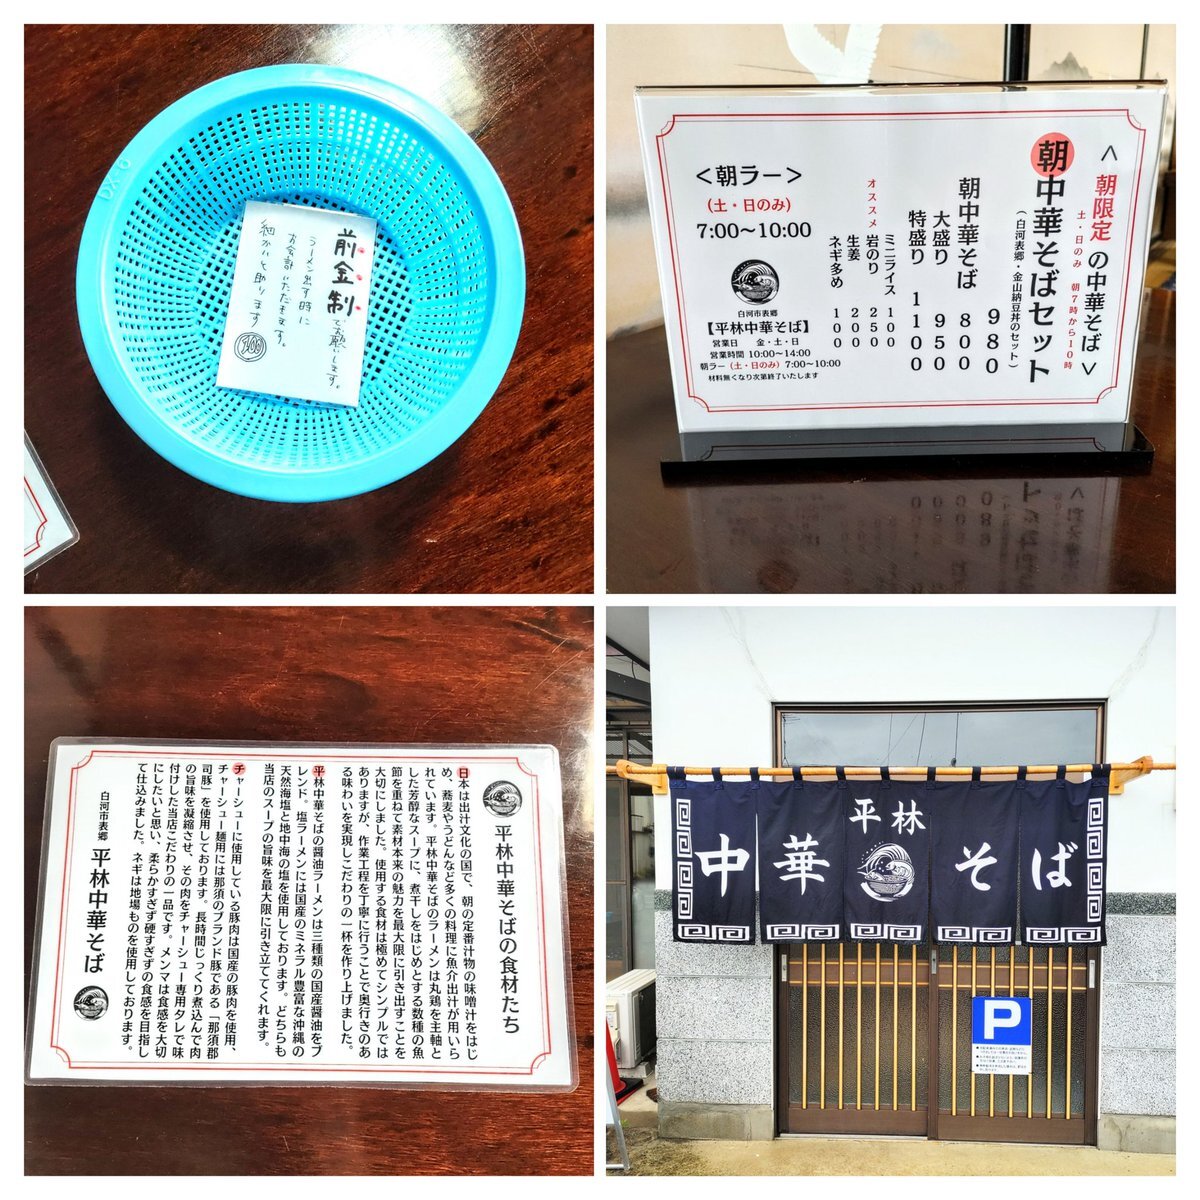 前金制でお願いします。
ラーメン出す時に
お会計いただきます。
細かいと助かります
100
＜朝限定の中華そば＞
土・日のみ 朝7時から10時
朝中華そばセット
（白河表郷・金山納豆丼のセット）
980
朝中華そば 800
大盛り 950
特盛り 1100
ミニライス 100
オススメ
岩のり 250
生姜 200
ネギ多め 100
＜朝ラー＞
（土・日のみ）
7:00〜10:00
白河市表郷
【平林中華そば】
営業日 金・土・日
営業時間 10:00〜14:00
朝ラー（土・日のみ）7:00〜10:00
材料無くなり次第終了いたします
平林中華そばの食材たち
日本は出汁文化の国で、朝の定番汁物の味噌汁をはじ
め、蕎麦やうどんなど多くの料理に魚介出汁が用いら
れています。平林中華そばのラーメンは丸鶏を主軸と
した芳醇なスープに、煮干しをはじめとする数種の魚
節を重ねて素材本来の魅力を最大限に引き出すことを
大切にしました。使用する食材は極めてシンプルでは
ありますが、作業工程を丁寧に行うことで奥行きのあ
る味わいを実現しこだわりの一杯を作り上げました。
平林中華そばの醤油ラーメンは三種類の国産醤油をブ
レンド。塩ラーメンには国産のミネラル豊富な沖縄の
天然海塩と地中海の塩を使用しております。どちらも
当店のスープの旨味を最大限に引き立ててくれます。
チャーシューに使用している豚肉は国産の豚肉を使用、
チャーシュー麺用には那須のブランド豚である「那須郡
司豚」を使用しております。長時間じっくり煮込んで肉
の旨味を凝縮させ、その肉をチャーシュー専用タレで味
付けした当店こだわりの一品です。メンマは食感を大切
にしたいと思い、柔らかすぎず硬すぎずの食感を目指し
て仕込みました。ネギは地場ものを使用しております。
白河市表郷 平林中華そば
平林
中華そば
P